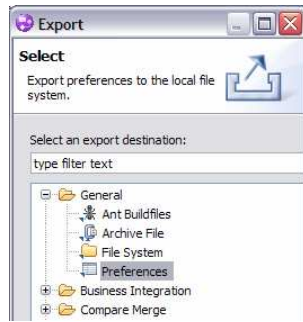 Export
Select
Export preferences to the local file
system.
Select an export destination:
type filter text
General
Ant Buildfiles
Archive File
File System
Preferences
Business Integration
Compare Merge